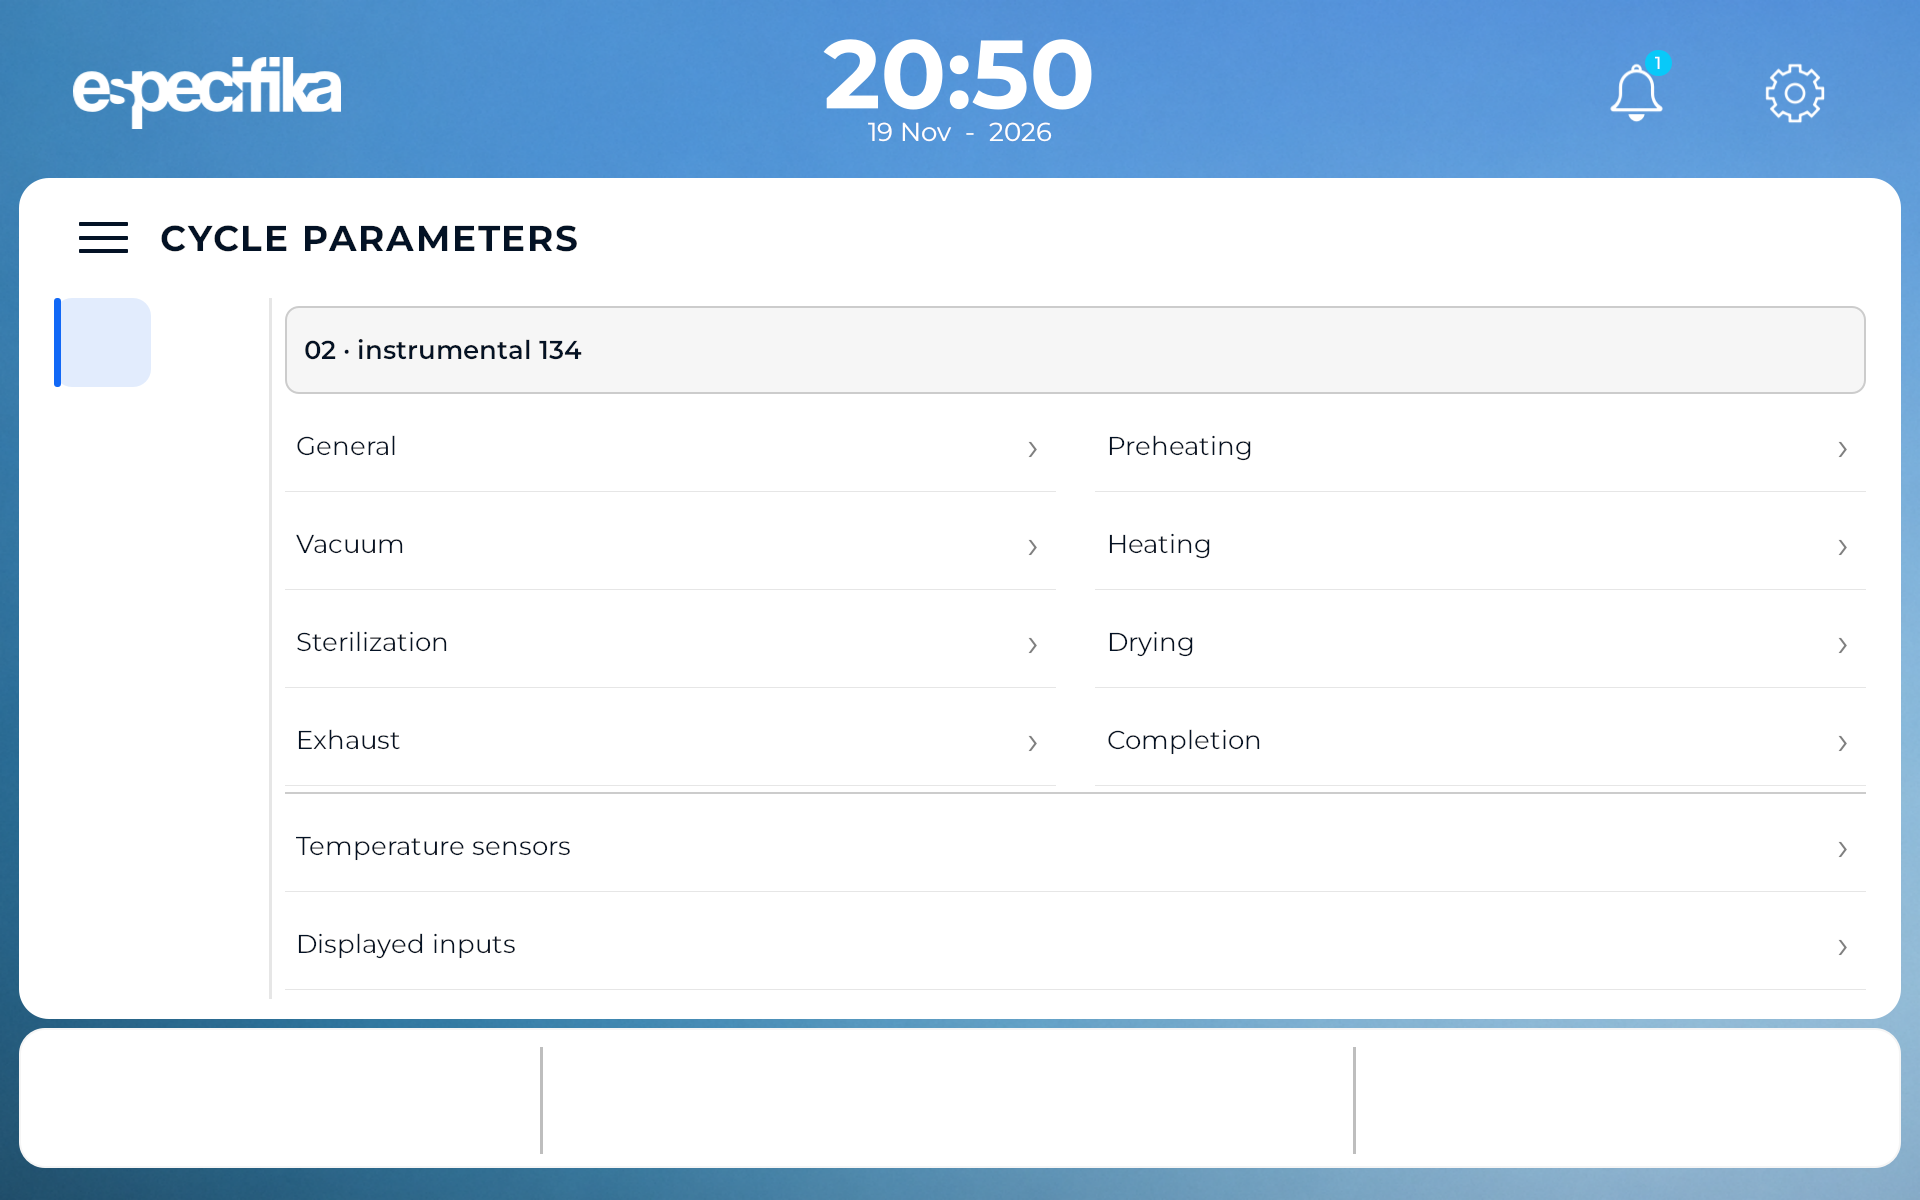 especifika
20:50
19 Nov - 2026
1
CYCLE PARAMETERS
02 · instrumental 134
General
Preheating
Vacuum
Heating
Sterilization
Drying
Exhaust
Completion
Temperature sensors
Displayed inputs